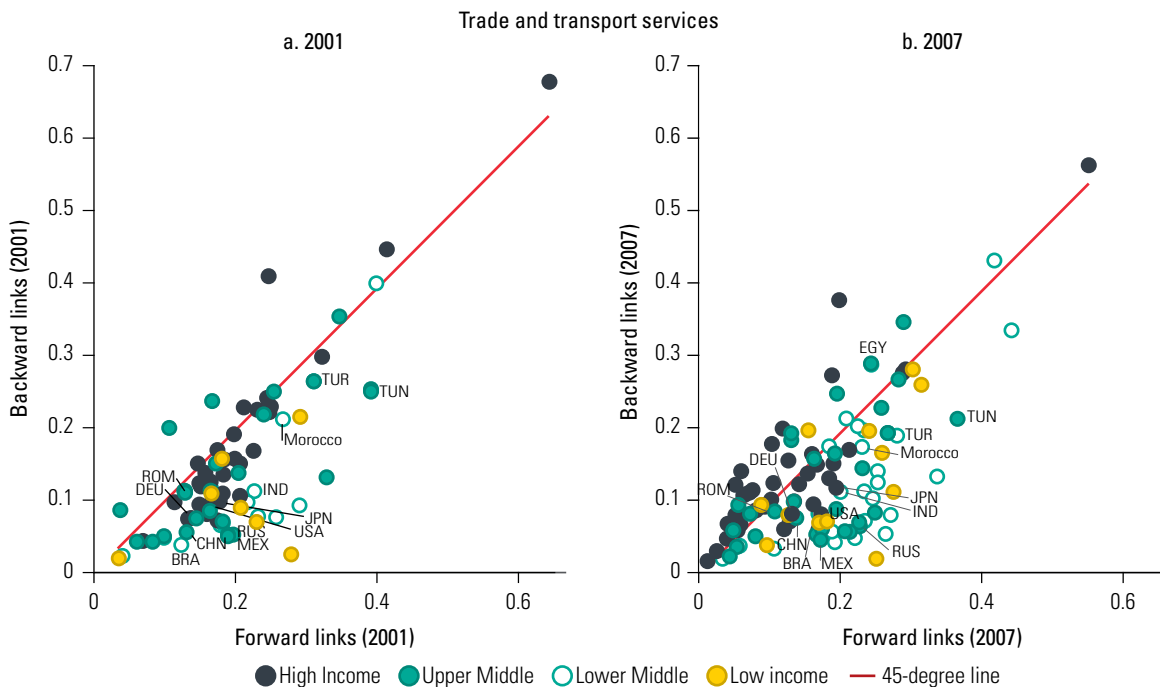 Trade and transport services
a. 2001
b. 2007
0.7
0.6
0.5
0.4
0.3
0.2
0.1
0
0
0.2
0.4
0.6
Backward links (2001)
Forward links (2001)
TUR
TUN
Morocco
ROM
DEU
IND
JPN
USA
CHN
RUS
MEX
BRA
0.7
0.6
0.5
0.4
0.3
0.2
0.1
0
0
0.2
0.4
0.6
Backward links (2007)
Forward links (2007)
EGY
TUN
TUR
Morocco
DEU
ROM
JPN
IND
USA
CHN
RUS
BRA
MEX
High Income
Upper Middle
Lower Middle
Low income
45-degree line